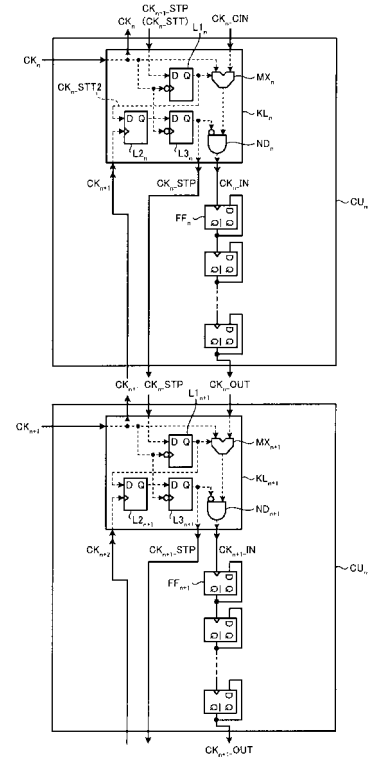 CKₙ CKₙ₋₁_STP (CKₙ_STT) CKₙ_CIN
L1ₙ
CKₙ
D Q
MXₙ
CKₙ_STT2
KLₙ
D Q D Q
NDₙ
L2ₙ L3ₙ
CKₙ₊₁ CKₙ_STP CKₙ_IN
FFₙ
D Q
CUₙ
D Q
D Q
CKₙ₊₁ CKₙ_STP CKₙ_OUT
L1ₙ₊₁
CKₙ₊₁
D Q
MXₙ₊₁
KLₙ₊₁
D Q D Q
NDₙ₊₁
L2ₙ₊₁ L3ₙ₊₁
CKₙ₊₂ CKₙ₊₁_STP CKₙ₊₁_IN
FFₙ₊₁
D Q
CUₙ
D Q
D Q
CKₙ₊₁_OUT